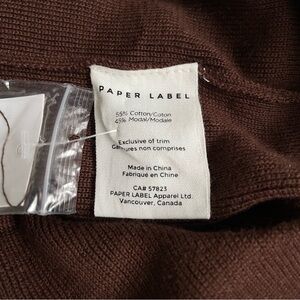 PAPER LABEL
55% Cotton/Coton
45% Modal/Modale
Exclusive of trim
Garnitures non comprises
Made in China
Fabriqué en Chine
CA# 57823
PAPER LABEL Apparel Ltd.
Vancouver, Canada